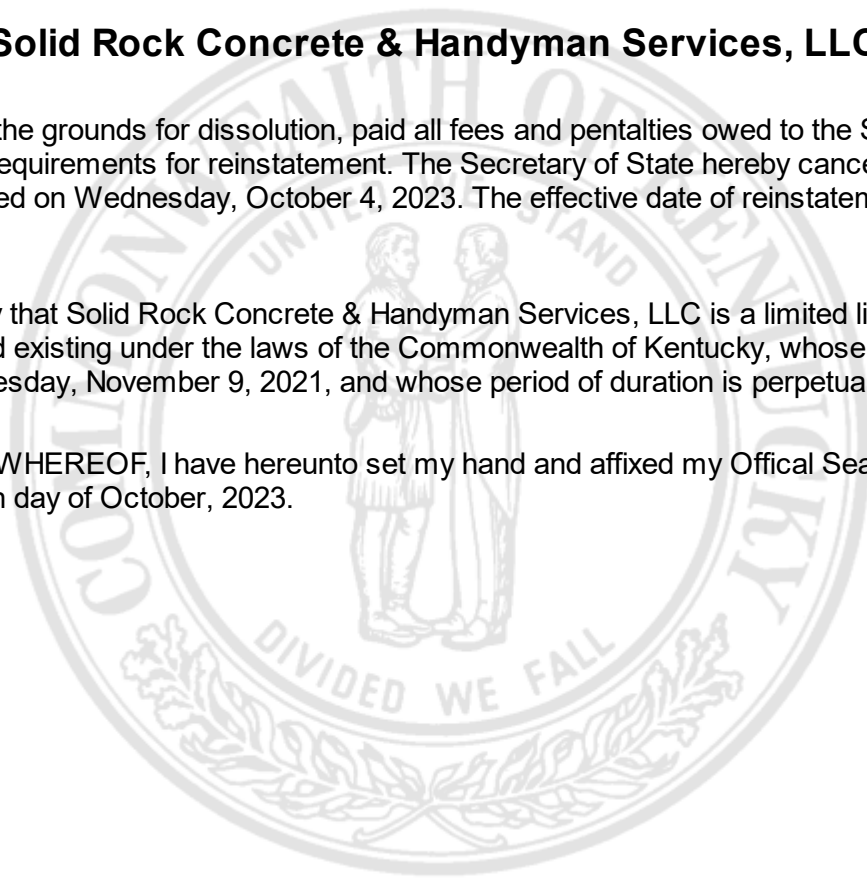 Solid Rock Concrete & Handyman Services, LLC
the grounds for dissolution, paid all fees and pentalties owed to the S
equirements for reinstatement. The Secretary of State hereby cance
ed on Wednesday, October 4, 2023. The effective date of reinstatem
y that Solid Rock Concrete & Handyman Services, LLC is a limited li
d existing under the laws of the Commonwealth of Kentucky, whose
esday, November 9, 2021, and whose period of duration is perpetua
WHEREOF, I have hereunto set my hand and affixed my Offical Sea
h day of October, 2023.
COMMONWEALTH OF KENTUCKY
UNITED WE STAND
DIVIDED WE FALL